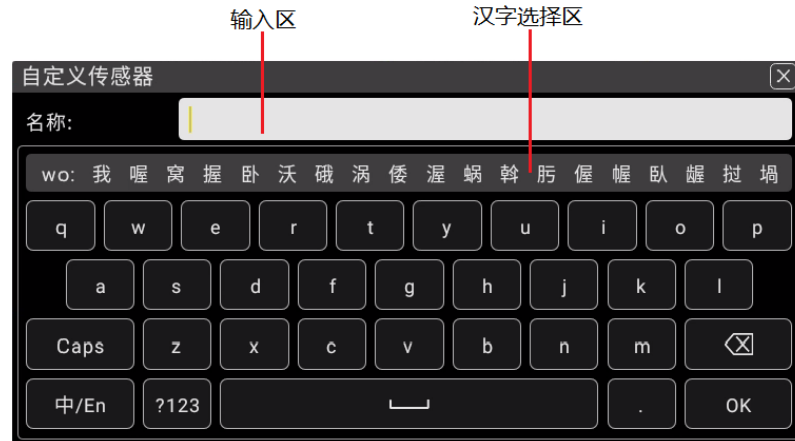 输入区 汉字选择区
自定义传感器
名称:
wo: 我 喔 窝 握 卧 沃 硪 涡 倭 渥 蜗 斡 肟 偓 幄 臥 龌 挝 堝
q w e r t y u i o p
a s d f g h j k l
Caps z x c v b n m
中/En ?123 . OK